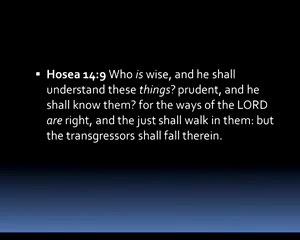 ▪ Hosea 14:9 Who is wise, and he shall
understand these things? prudent, and he
shall know them? for the ways of the LORD
are right, and the just shall walk in them: but
the transgressors shall fall therein.